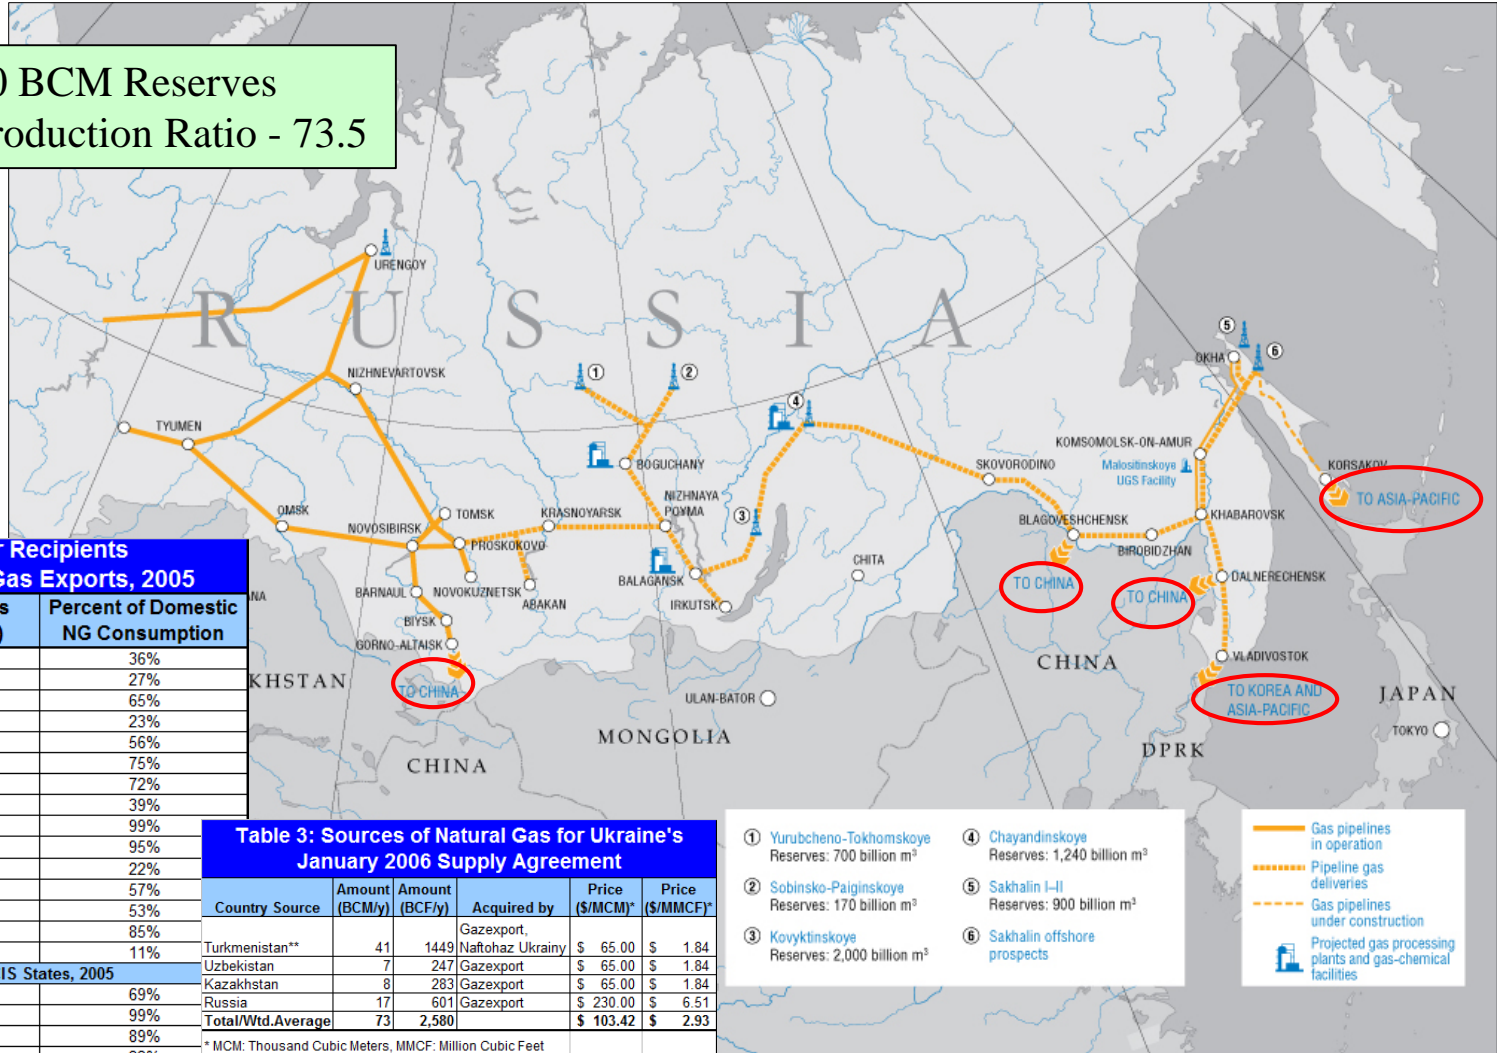 BCM Reserves
Production Ratio - 73.5
URENGOY
R U S S I A
NIZHNEVARTOVSK
TYUMEN
OMSK
NOVOSIBIRSK
TOMSK
PROSKOKOVO
KRASNOYARSK
BARNAUL
NOVOKUZNETSK
ABAKAN
BIYSK
GORNO-ALTAISK
TO CHINA
①
②
BOGUCHANY
NIZHNAYA
POYMA
③
④
BALAGANSK
IRKUTSK
CHITA
SKOVORODINO
BLAGOVESHCHENSK
BIROBIDZHAN
TO CHINA
TO CHINA
⑤
⑥
OKHA
KOMSOMOLSK-ON-AMUR
Malositinskoye
UGS Facility
KHABAROVSK
DALNERECHENSK
VLADIVOSTOK
KORSAKOV
TO ASIA-PACIFIC
TO KOREA AND
ASIA-PACIFIC
CHINA
JAPAN
TOKYO
DPRK
ULAN-BATOR
MONGOLIA
CHINA
KHSTAN
Recipients
Gas Exports, 2005
Percent of Domestic
NG Consumption
36%
27%
65%
23%
56%
75%
72%
39%
99%
95%
22%
57%
53%
85%
11%
States, 2005
69%
99%
89%
Table 3: Sources of Natural Gas for Ukraine's
January 2006 Supply Agreement
Country Source Amount (BCM/y) Amount (BCF/y) Acquired by Price ($/MCM)* Price ($/MMCF)*
Turkmenistan** 41 1449 Gazexport, Naftohaz Ukrainy $ 65.00 $ 1.84
Uzbekistan 7 247 Gazexport $ 65.00 $ 1.84
Kazakhstan 8 283 Gazexport $ 65.00 $ 1.84
Russia 17 601 Gazexport $ 230.00 $ 6.51
Total/Wtd.Average 73 2,580 $ 103.42 $ 2.93
* MCM: Thousand Cubic Meters, MMCF: Million Cubic Feet
① Yurubcheno-Tokhomskoye
Reserves: 700 billion m³
② Sobinsko-Paiginskoye
Reserves: 170 billion m³
③ Kovyktinskoye
Reserves: 2,000 billion m³
④ Chayandinskoye
Reserves: 1,240 billion m³
⑤ Sakhalin I–II
Reserves: 900 billion m³
⑥ Sakhalin offshore
prospects
Gas pipelines
in operation
Pipeline gas
deliveries
Gas pipelines
under construction
Projected gas processing
plants and gas-chemical
facilities